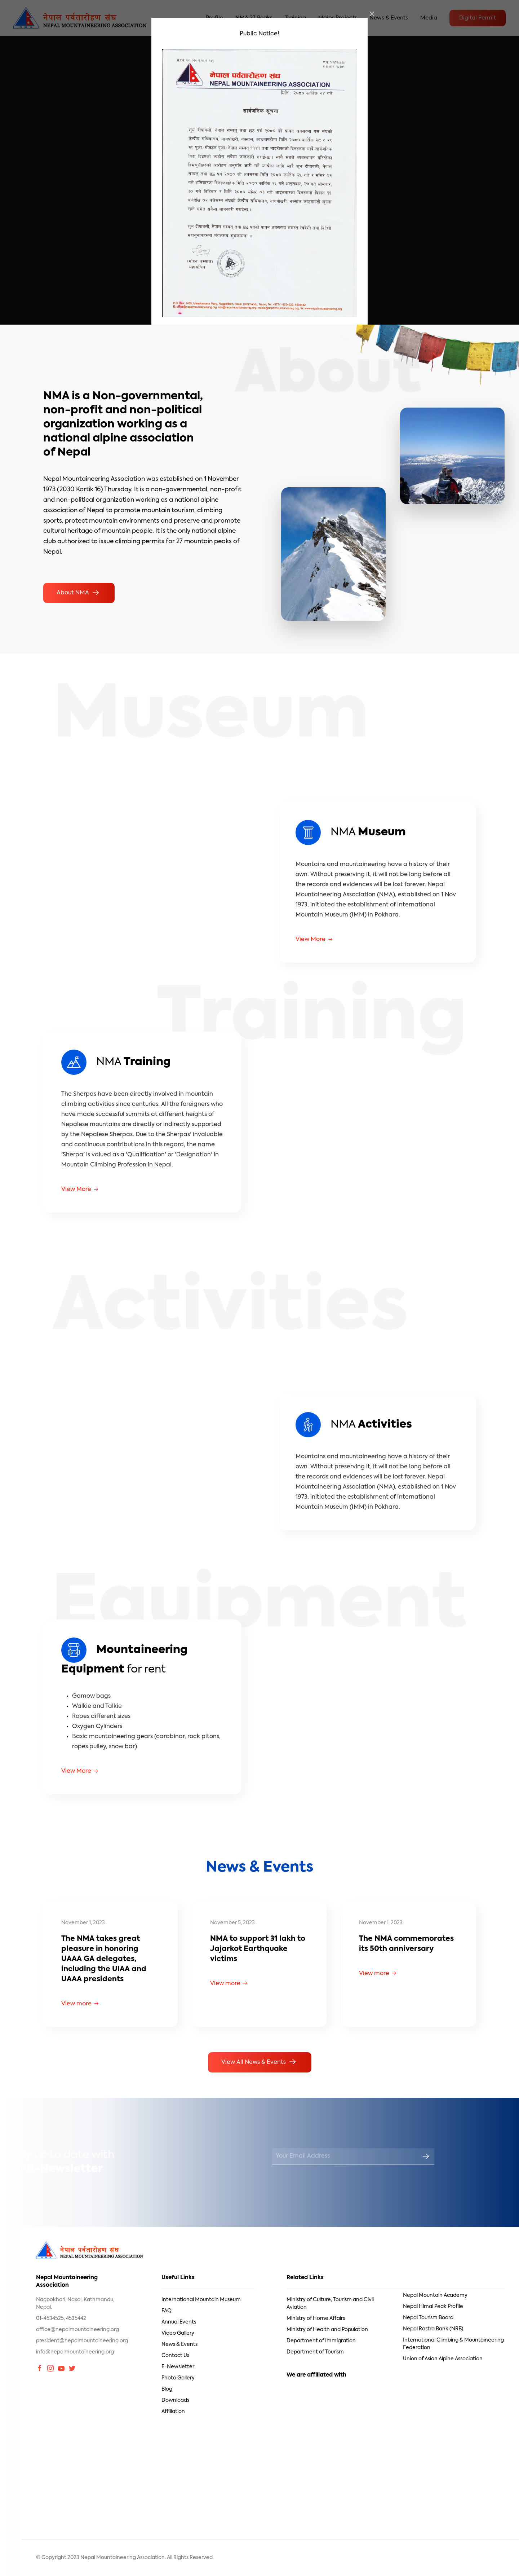 नेपाल पर्वतारोहण संघ
NEPAL MOUNTAINEERING ASSOCIATION
News & Events
Media
Digital Permit
Public Notice!
नेपाल पर्वतारोहण संघ
NEPAL MOUNTAINEERING ASSOCIATION
सार्वजनिक सूचना
About
NMA is a Non-governmental,
non-profit and non-political
organization working as a
national alpine association
of Nepal
Nepal Mountaineering Association was established on 1 November
1973 (2030 Kartik 16) Thursday. It is a non-governmental, non-profit
and non-political organization working as a national alpine
association of Nepal to promote mountain tourism, climbing
sports, protect mountain environments and preserve and promote
cultural heritage of mountain people. It is the only national alpine
club authorized to issue climbing permits for 27 mountain peaks of
Nepal.
About NMA
Museum
NMA Museum
Mountains and mountaineering have a history of their
own. Without preserving it, it will not be long before all
the records and evidences will be lost forever. Nepal
Mountaineering Association (NMA), established on 1 Nov
1973, initiated the establishment of International
Mountain Museum (IMM) in Pokhara.
View More
Training
NMA Training
The Sherpas have been directly involved in mountain
climbing activities since centuries. All the foreigners who
have made successful summits at different heights of
Nepalese mountains are directly or indirectly supported
by the Nepalese Sherpas. Due to the Sherpas' invaluable
and continuous contributions in this regard, the name
'Sherpa' is valued as a 'Qualification' or 'Designation' in
Mountain Climbing Profession in Nepal.
View More
Activities
NMA Activities
Mountains and mountaineering have a history of their
own. Without preserving it, it will not be long before all
the records and evidences will be lost forever. Nepal
Mountaineering Association (NMA), established on 1 Nov
1973, initiated the establishment of International
Mountain Museum (IMM) in Pokhara.
Equipment
Mountaineering
Equipment for rent
Gamow bags
Walkie and Talkie
Ropes different sizes
Oxygen Cylinders
Basic mountaineering gears (carabinar, rock pitons,
ropes pulley, snow bar)
View More
News & Events
November 1, 2023
The NMA takes great
pleasure in honoring
UAAA GA delegates,
including the UIAA and
UAAA presidents
View more
November 5, 2023
NMA to support 31 lakh to
Jajarkot Earthquake
victims
View more
November 1, 2023
The NMA commemorates
its 50th anniversary
View more
View All News & Events
Your Email Address
नेपाल पर्वतारोहण संघ
NEPAL MOUNTAINEERING ASSOCIATION
Nepal Mountaineering
Association
Nagpokhari, Naxal, Kathmandu,
Nepal.
01-4534525, 4535442
office@nepalmountaineering.org
president@nepalmountaineering.org
info@nepalmountaineering.org
Useful Links
International Mountain Museum
FAQ
Annual Events
Video Gallery
News & Events
Contact Us
E-Newsletter
Photo Gallery
Blog
Downloads
Affiliation
Related Links
Ministry of Culture, Tourism and Civil
Aviation
Ministry of Home Affairs
Ministry of Health and Population
Department of Immigration
Department of Tourism
We are affiliated with
Nepal Mountain Academy
Nepal Himal Peak Profile
Nepal Tourism Board
Nepal Rastra Bank (NRB)
International Climbing & Mountaineering
Federation
Union of Asian Alpine Association
© Copyright 2023 Nepal Mountaineering Association. All Rights Reserved.